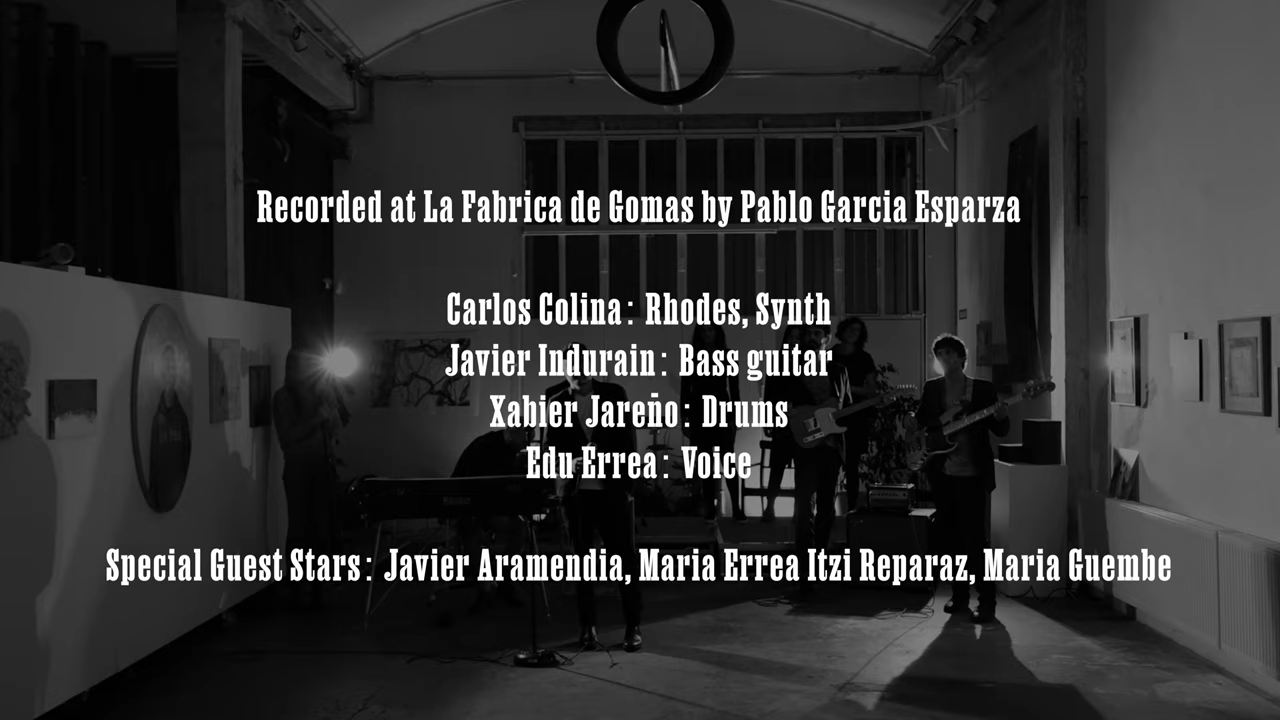 Recorded at La Fabrica de Gomas by Pablo Garcia Esparza
Carlos Colina: Rhodes, Synth
Javier Indurain: Bass guitar
Xabier Jareño: Drums
Edu Errea: Voice
Special Guest Stars: Javier Aramendia, Maria Errea Itzi Reparaz, Maria Guembe